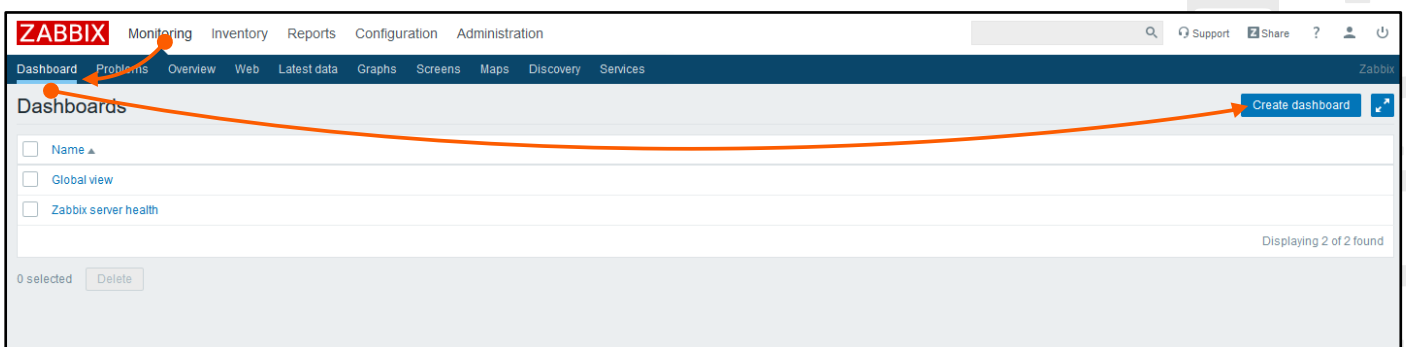 ZABBIX Monitoring Inventory Reports Configuration Administration Support Z Share ?
Dashboard Problems Overview Web Latest data Graphs Screens Maps Discovery Services Zabbix
Dashboards Create dashboard
Name
Global view
Zabbix server health
Displaying 2 of 2 found
0 selected Delete